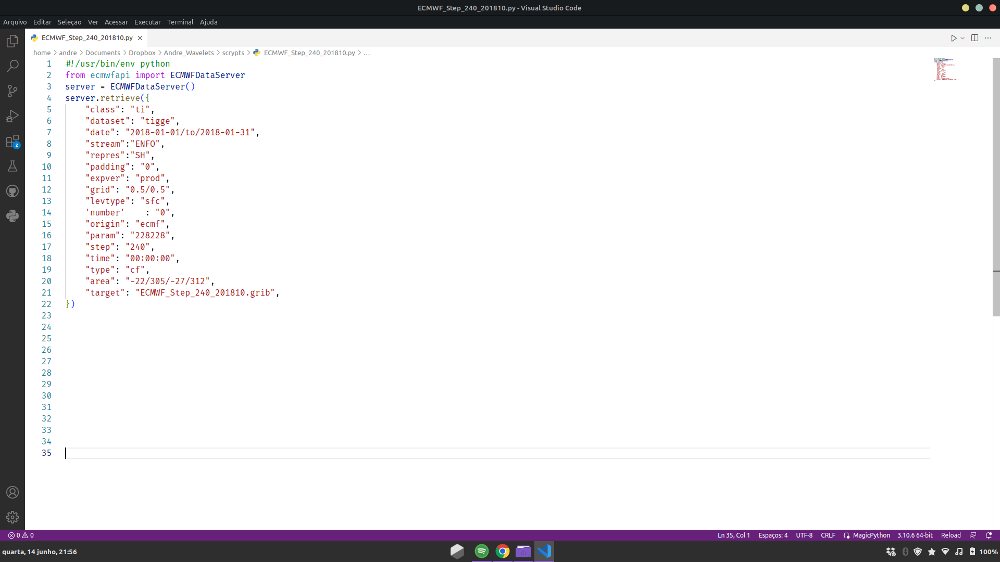 ECMWF_Step_240_201810.py - Visual Studio Code
Arquivo Editar Seleção Ver Acessar Executar Terminal Ajuda
ECMWF_Step_240_201810.py
home > andre > Documents > Dropbox > Andre_Wavelets > scrypts > ECMWF_Step_240_201810.py > ...
1 #!/usr/bin/env python
2 from ecmwfapi import ECMWFDataServer
3 server = ECMWFDataServer()
4 server.retrieve({
5 "class": "ti",
6 "dataset": "tigge",
7 "date": "2018-01-01/to/2018-01-31",
8 "stream":"ENFO",
9 "repres":"SH",
10 "padding": "0",
11 "expver": "prod",
12 "grid": "0.5/0.5",
13 "levtype": "sfc",
14 'number'    : "0",
15 "origin": "ecmf",
16 "param": "228228",
17 "step": "240",
18 "time": "00:00:00",
19 "type": "cf",
20 "area": "-22/305/-27/312",
21 "target": "ECMWF_Step_240_201810.grib",
22 })
23
24
25
26
27
28
29
30
31
32
33
34
35
2
0 0 Ln 35, Col 1 Espaços: 4 UTF-8 CRLF MagicPython 3.10.6 64-bit Reload
quarta, 14 junho, 21:56 100%